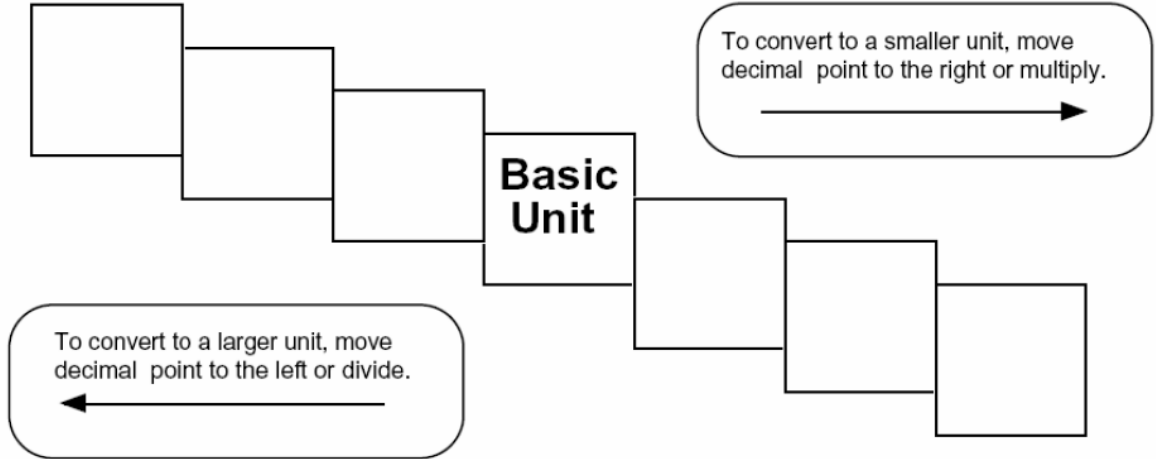 To convert to a smaller unit, move
decimal point to the right or multiply.
Basic
Unit
To convert to a larger unit, move
decimal point to the left or divide.